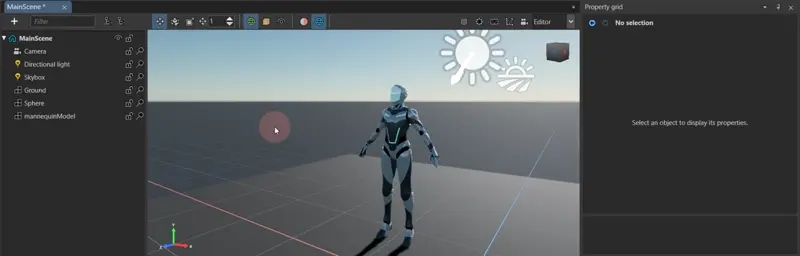 MainScene *
Property grid
Filter
1
Editor
No selection
MainScene
Camera
Directional light
Skybox
Ground
Sphere
mannequinModel
Select an object to display its properties.
Y
X
Z